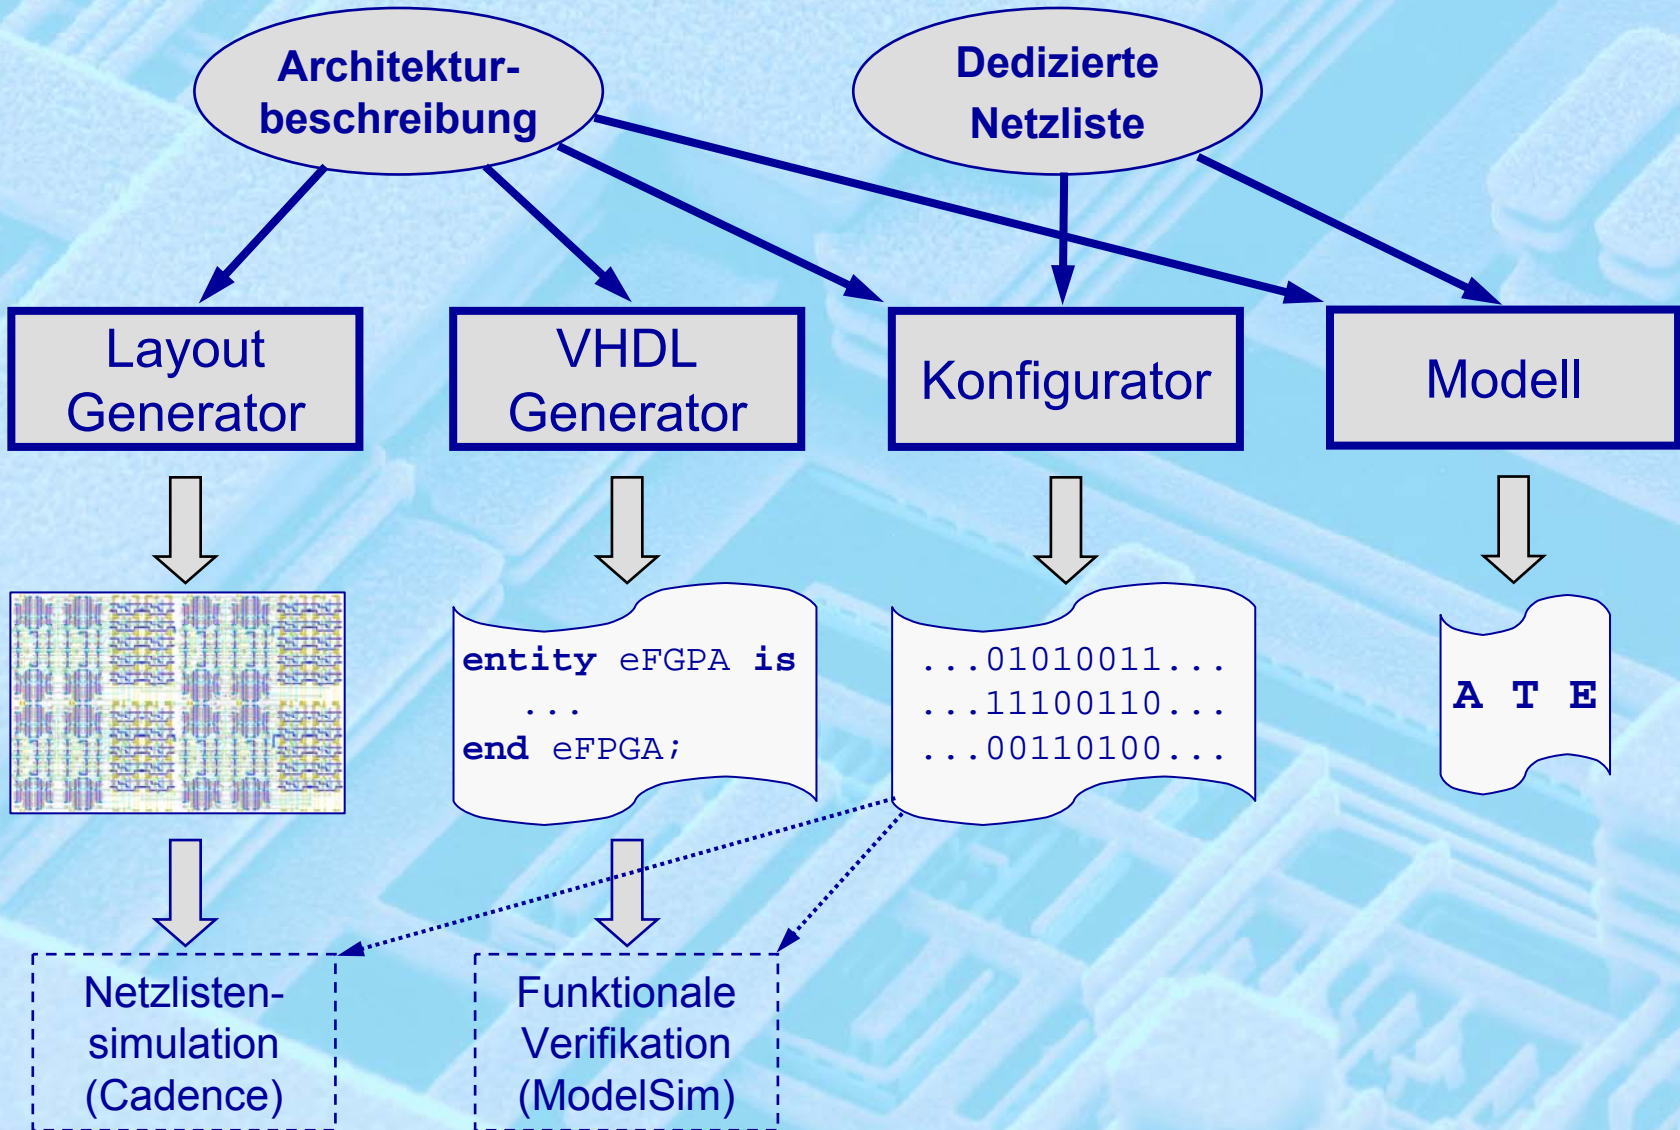 Architektur-
beschreibung
Dedizierte
Netzliste
Layout
Generator
VHDL
Generator
Konfigurator
Modell
entity eFGPA is
...
end eFPGA;
...01010011...
...11100110...
...00110100...
A T E
Netzlisten-
simulation
(Cadence)
Funktionale
Verifikation
(ModelSim)